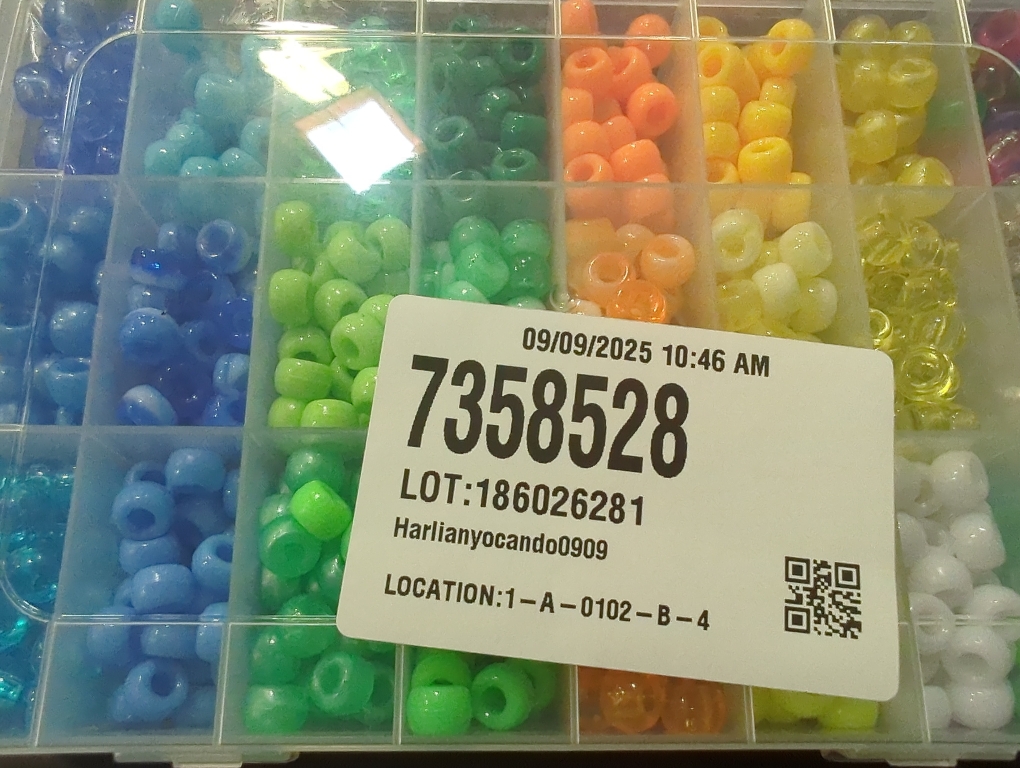 09/09/2025 10:46 AM
7358528
LOT:186026281
Harlianyocando0909
LOCATION:1-A-0102-B-4